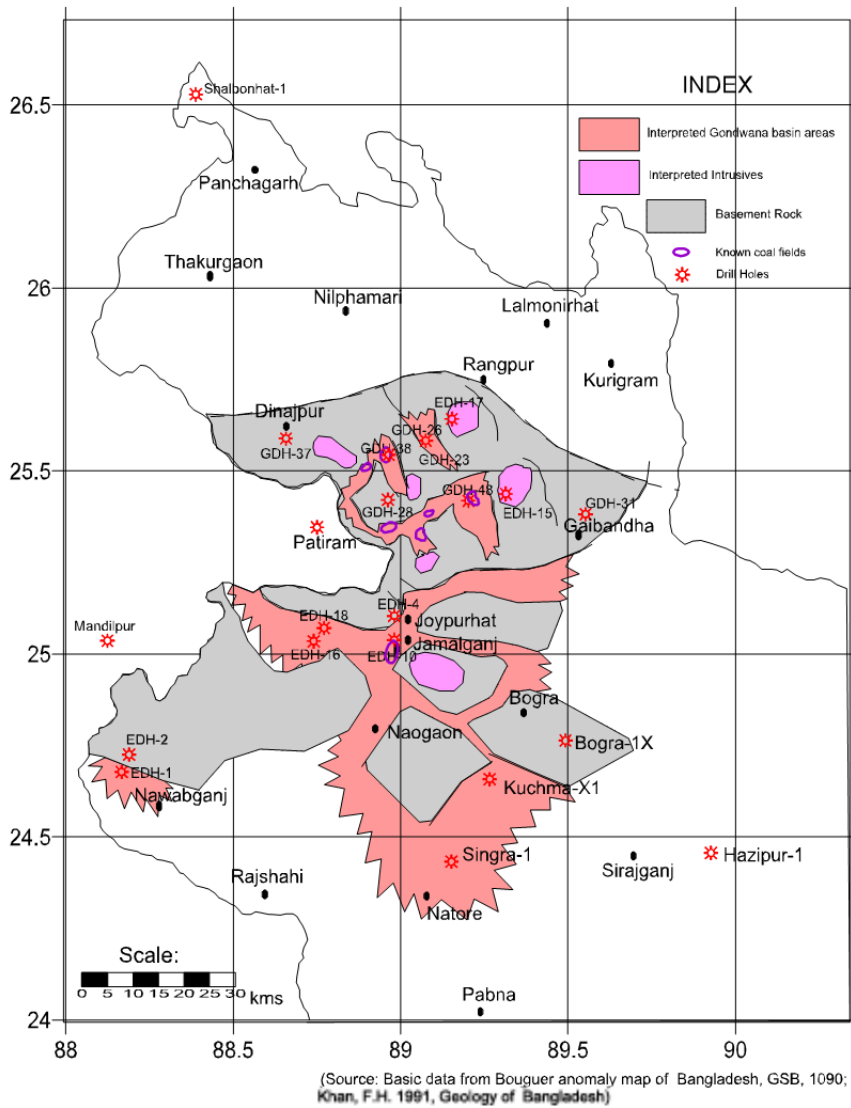 INDEX
Shalbonhat-1
26.5
Interpreted Gondwana basin areas
Panchagarh
Interpreted Intrusives
Basement Rock
Known coal fields
Thakurgaon
Drill Holes
26
Nilphamari
Lalmonirhat
Rangpur
Kurigram
EDH-17
Dinajpur
GDH-26
GDH-37
GDH-38
GDH-23
25.5
GDH-48
GDH-31
GDH-28
EDH-15
Gaibandha
Patiram
EDH-4
Mandilpur
EDH-18
Joypurhat
Jamalganj
25
EDH-16
EDH-10
Bogra
EDH-2
Naogaon
Bogra-1X
EDH-1
Kuchma-X1
Nawabganj
24.5
Singra-1
Hazipur-1
Sirajganj
Rajshahi
Natore
Scale:
0 5 10 15 20 25 30 kms
Pabna
24
88 88.5 89 89.5 90
(Source: Basic data from Bouguer anomaly map of Bangladesh, GSB, 1090;
Khan, F.H. 1991, Geology of Bangladesh)